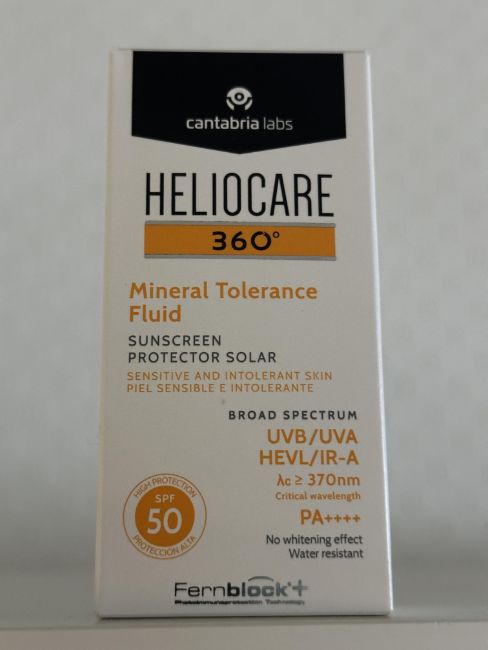 cantabria labs
HELIOCARE
360°
Mineral Tolerance
Fluid
SUNSCREEN
PROTECTOR SOLAR
SENSITIVE AND INTOLERANT SKIN
PIEL SENSIBLE E INTOLERANTE
BROAD SPECTRUM
UVB/UVA
HEVL/IR-A
λc ≥ 370nm
Critical wavelength
PA++++
No whitening effect
Water resistant
HIGH PROTECTION
SPF
50
PROTECCIÓN ALTA
Fernblock+
Photoimmunoprotection Technology